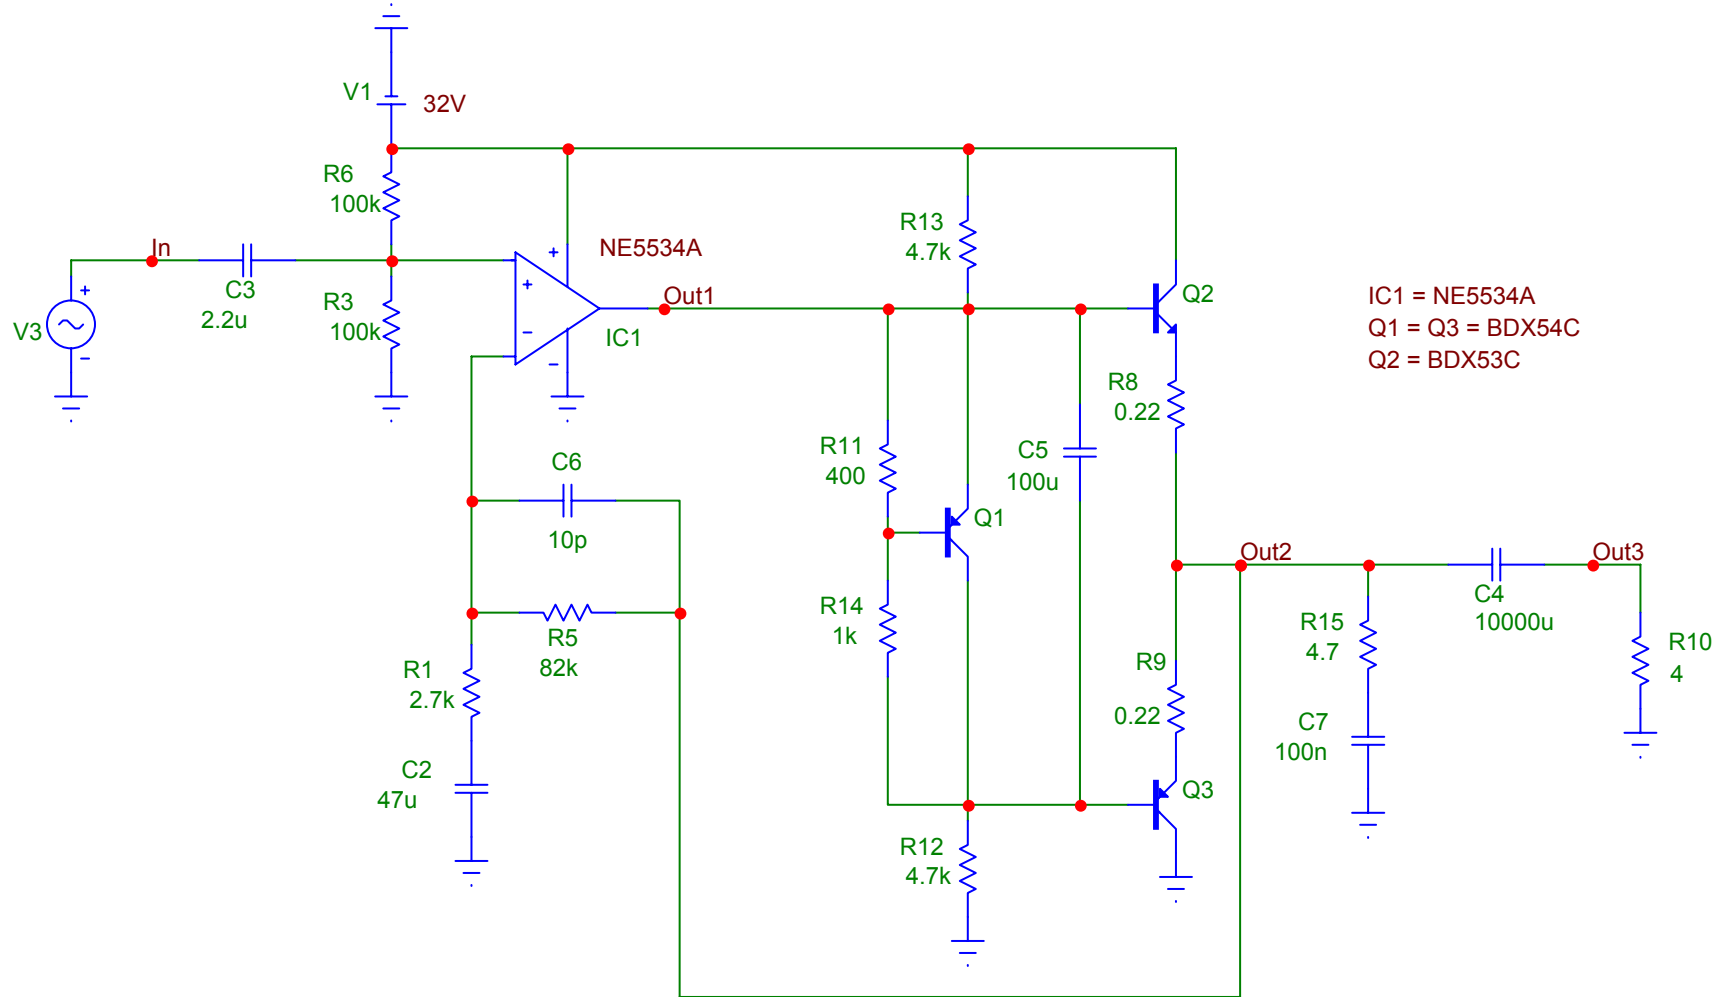 V1
32V
R6
100k
In
C3
2.2u
R3
100k
V3
+
−
+
+
−
−
NE5534A
IC1
Out1
R13
4.7k
Q2
R8
0.22
IC1 = NE5534A
Q1 = Q3 = BDX54C
Q2 = BDX53C
C6
10p
R5
82k
R1
2.7k
C2
47u
R11
400
Q1
C5
100u
R14
1k
Out2
Out3
C4
10000u
R15
4.7
R10
4
R9
0.22
C7
100n
Q3
R12
4.7k